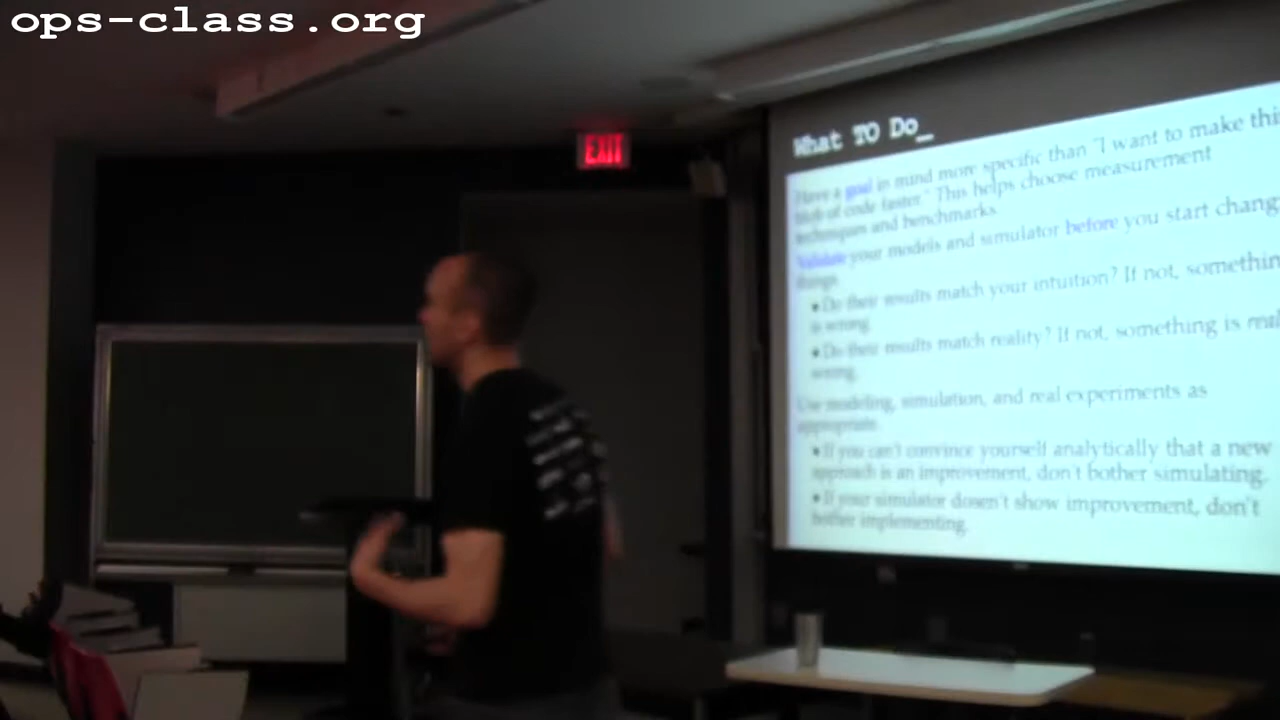 ops-class.org
EXIT
What TO Do_
Have a goal in mind more specific than "I want to make this
blob of code faster." This helps choose measurement
techniques and benchmarks.
Validate your models and simulator before you start chang
things.
• Do their results match your intuition? If not, somethin
is wrong.
• Do their results match reality? If not, something is real
wrong.
Use modeling, simulation, and real experiments as
appropriate.
• If you can't convince yourself analytically that a new
approach is an improvement, don't bother simulating.
• If your simulator dosen't show improvement, don't
bother implementing.